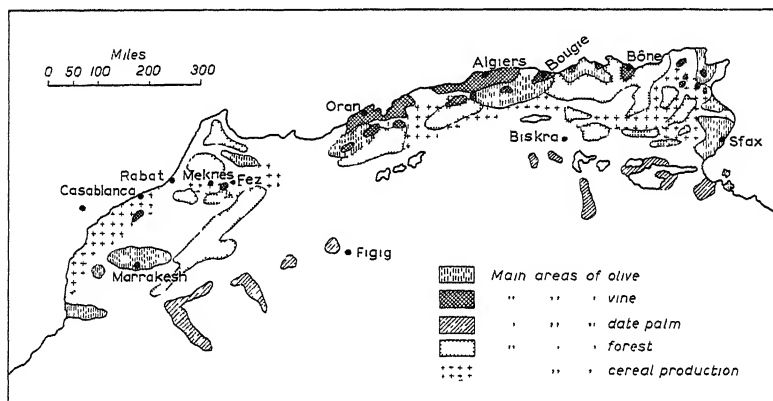 Miles
0 50 100 200 300
Algiers
Bougie
Bône
Oran
Biskra
Sfax
Rabat
Meknès
Fez
Casablanca
Marrakesh
Figig
Main areas of olive
" " ' vine
' " " date palm
" " ' forest
" ' cereal production